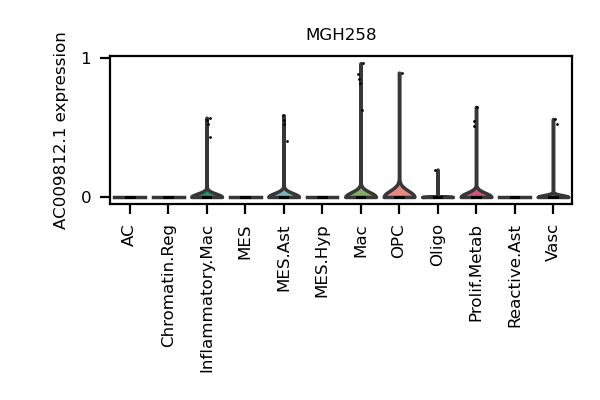 MGH258
AC009812.1 expression
1
0
AC
Chromatin.Reg
Inflammatory.Mac
MES
MES.Ast
MES.Hyp
Mac
OPC
Oligo
Prolif.Metab
Reactive.Ast
Vasc